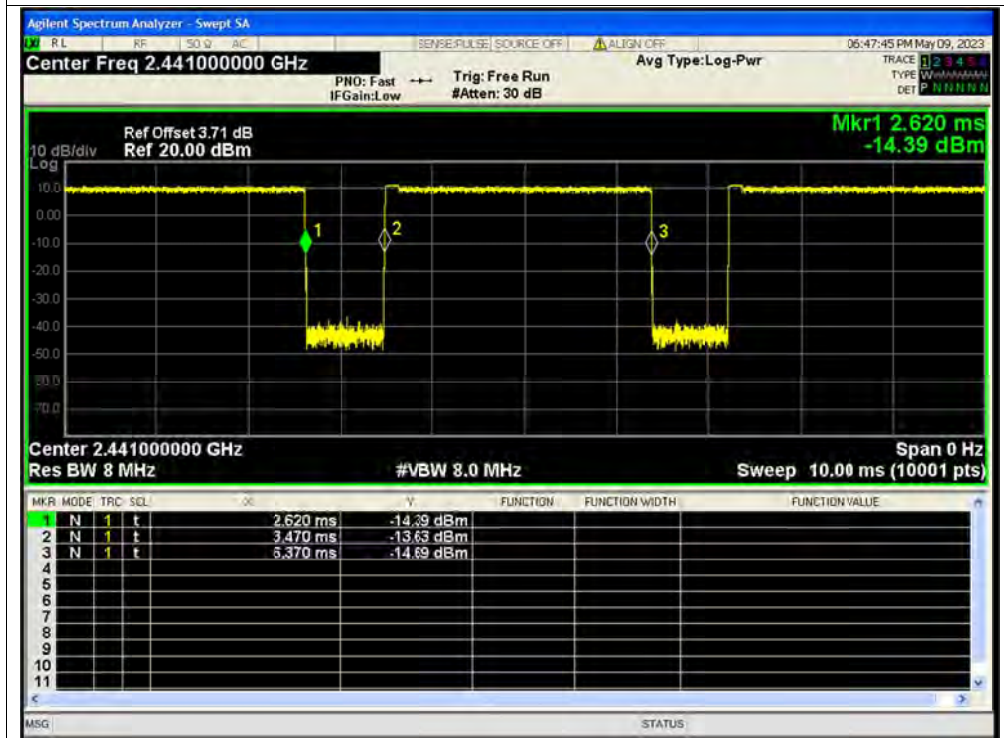 Agilent Spectrum Analyzer - Swept SA
RL RF 50 Ω AC SENSE:PULSE SOURCE OFF ALIGN OFF 06:47:45 PM May 09, 2023
Center Freq 2.441000000 GHz Avg Type:Log-Pwr TRACE 1 2 3 4 5 6
PNO: Fast Trig: Free Run TYPE W
IFGain:Low #Atten: 30 dB DET P N N N N N
Mkr1 2.620 ms
Ref Offset 3.71 dB
10 dB/div Ref 20.00 dBm -14.39 dBm
Log
10.0
0.00
1 2 3
-10.0
-20.0
-30.0
-40.0
-50.0
-60.0
-70.0
Center 2.441000000 GHz Span 0 Hz
Res BW 8 MHz #VBW 8.0 MHz Sweep 10.00 ms (10001 pts)
MKR MODE TRC SCL X Y FUNCTION FUNCTION WIDTH FUNCTION VALUE
1 N 1 t 2.620 ms -14.39 dBm
2 N 1 t 3.470 ms -13.63 dBm
3 N 1 t 6.370 ms -14.69 dBm
4
5
6
7
8
9
10
11
MSG STATUS